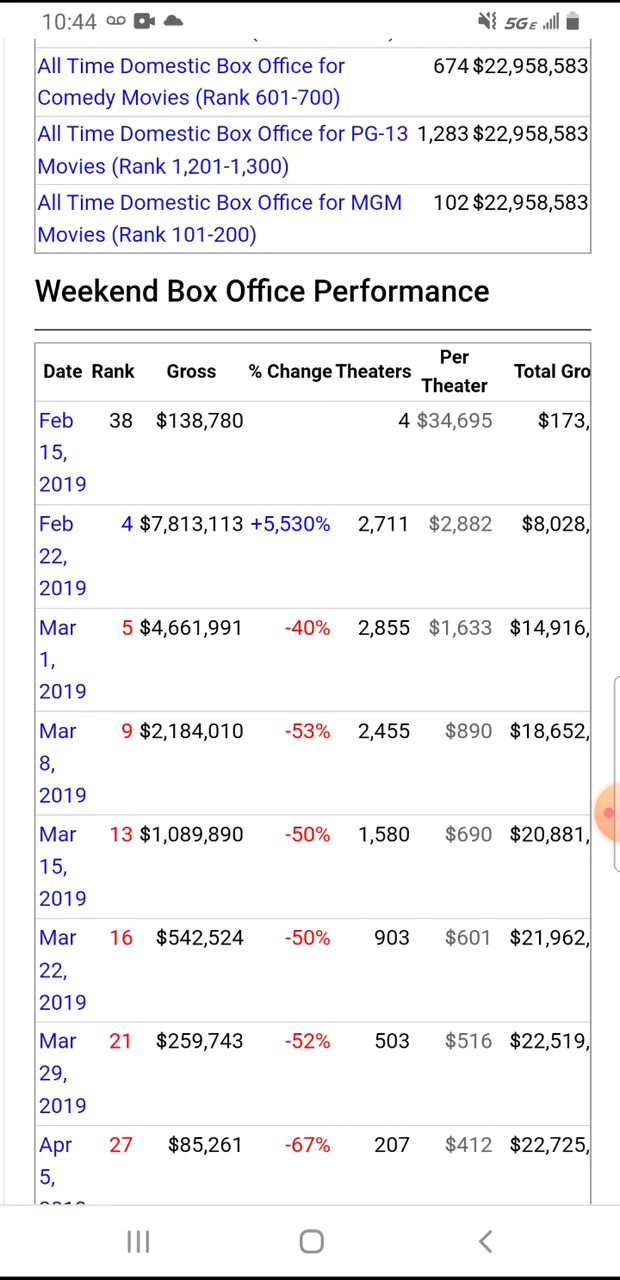 10:44 5GE
All Time Domestic Box Office for 674 $22,958,583
Comedy Movies (Rank 601-700)
All Time Domestic Box Office for PG-13 1,283 $22,958,583
Movies (Rank 1,201-1,300)
All Time Domestic Box Office for MGM 102 $22,958,583
Movies (Rank 101-200)
Weekend Box Office Performance
Date Rank Gross % Change Theaters Per Theater Total Gro
Feb 15, 2019 38 $138,780 4 $34,695 $173,
Feb 22, 2019 4 $7,813,113 +5,530% 2,711 $2,882 $8,028,
Mar 1, 2019 5 $4,661,991 -40% 2,855 $1,633 $14,916,
Mar 8, 2019 9 $2,184,010 -53% 2,455 $890 $18,652,
Mar 15, 2019 13 $1,089,890 -50% 1,580 $690 $20,881,
Mar 22, 2019 16 $542,524 -50% 903 $601 $21,962,
Mar 29, 2019 21 $259,743 -52% 503 $516 $22,519,
Apr 5, 27 $85,261 -67% 207 $412 $22,725,